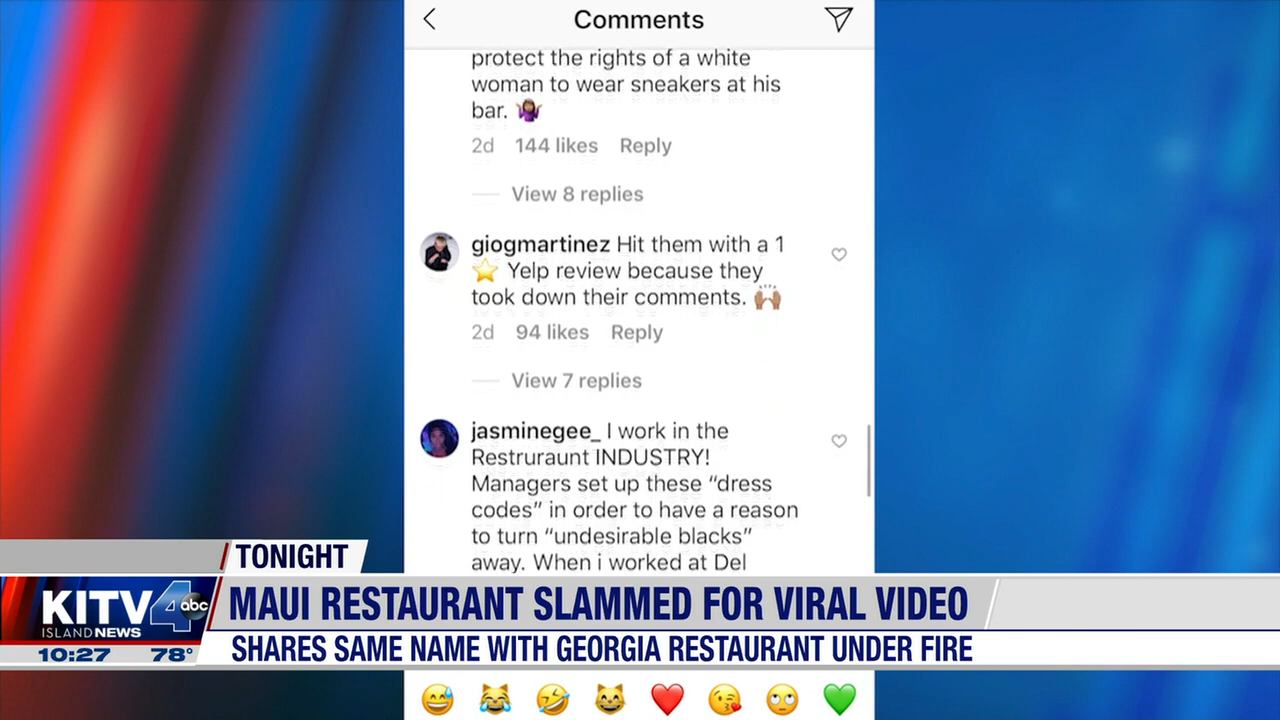 Comments
protect the rights of a white
woman to wear sneakers at his
bar. 🤷🏽‍♀️
2d 144 likes Reply
View 8 replies
giogmartinez Hit them with a 1
⭐ Yelp review because they
took down their comments. 🙌🏽
2d 94 likes Reply
View 7 replies
jasminegee_ I work in the
Restruraunt INDUSTRY!
Managers set up these “dress
codes” in order to have a reason
to turn “undesirable blacks”
away. When i worked at Del
TONIGHT
KITV4 abc
ISLAND NEWS
MAUI RESTAURANT SLAMMED FOR VIRAL VIDEO
10:27 78°
SHARES SAME NAME WITH GEORGIA RESTAURANT UNDER FIRE